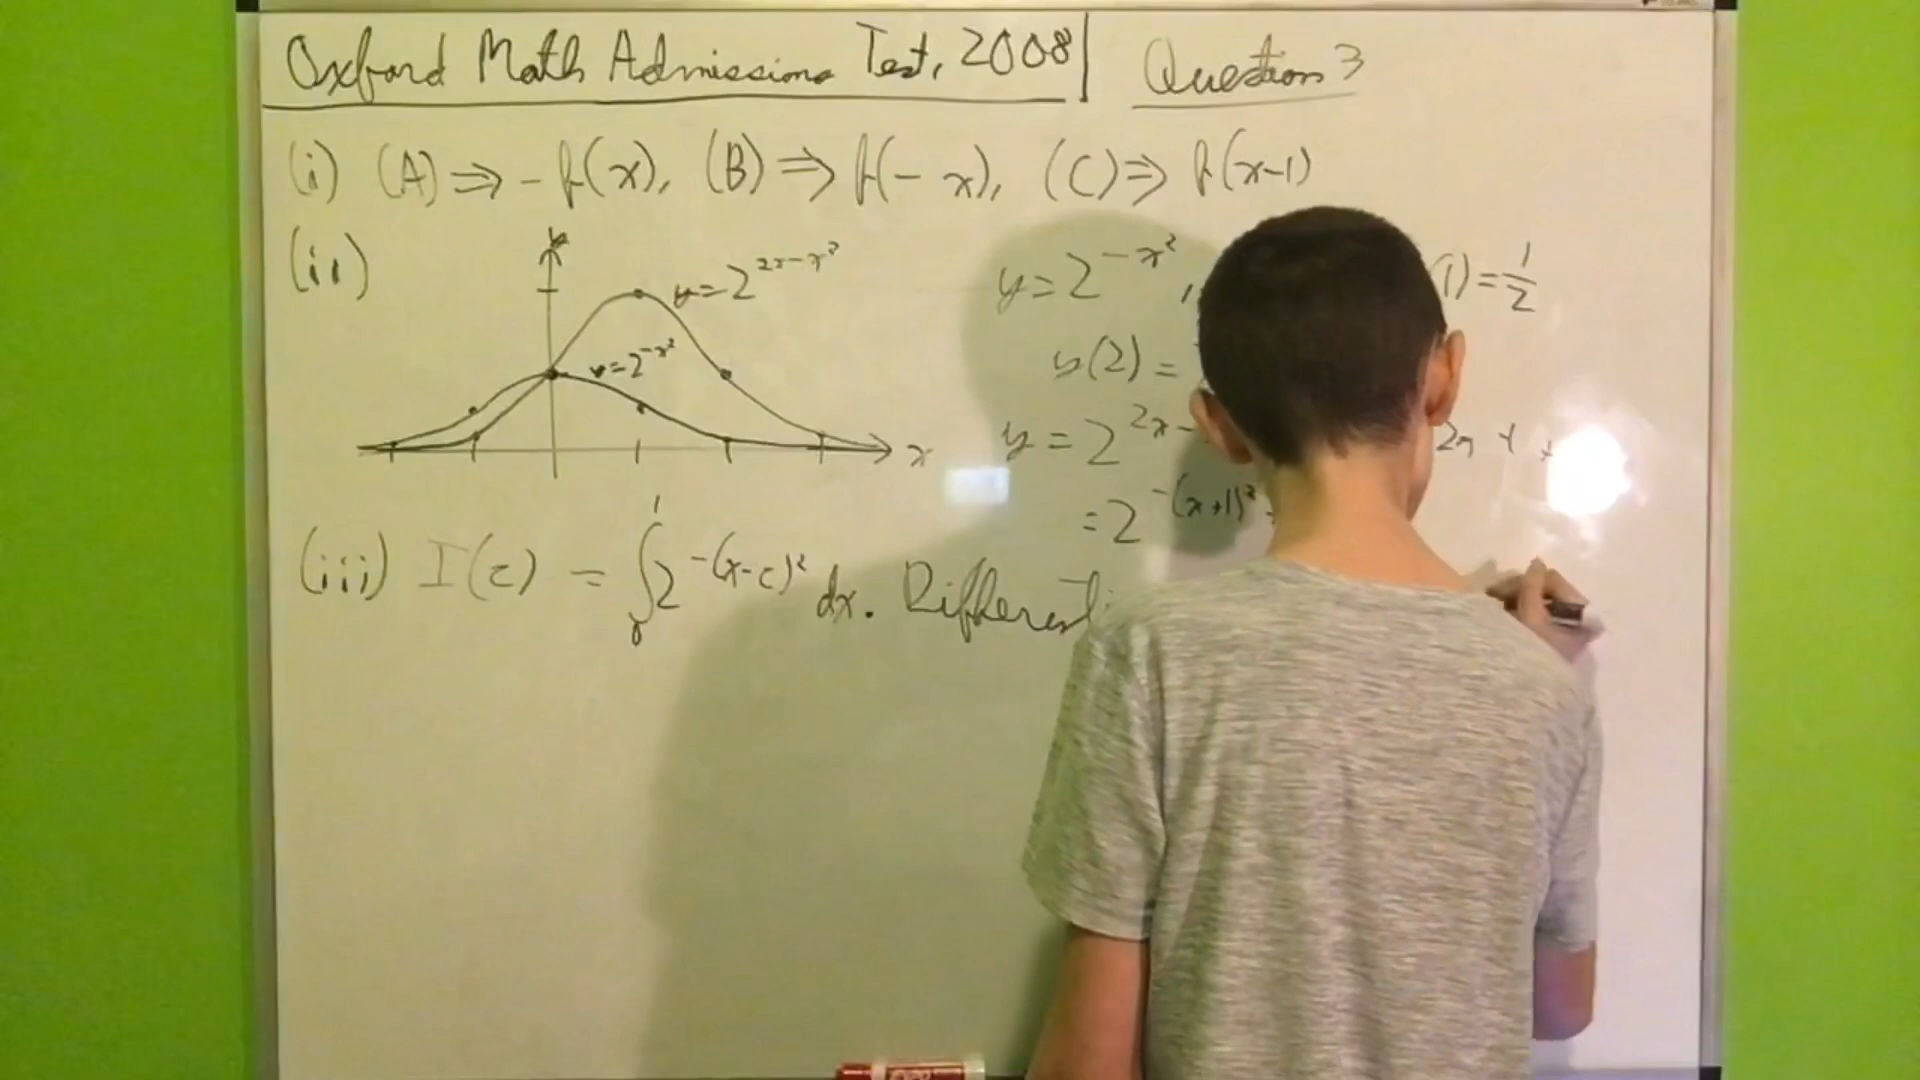 Oxford Math Admissions Test, 2008 | Question 3
(i) (A) ⇒ - f(x), (B) ⇒ f(- x), (C) ⇒ f(x-1)
(ii)
y
y=2^{2x-x²}
y=2^{-x²}
x
y=2^{-x²}, (1)=1/2
y(2) =
y = 2^{2x-
= 2^{-(x+1)²
(iii) I(c) = ∫₀¹ 2^{-(x-c)²} dx. Different